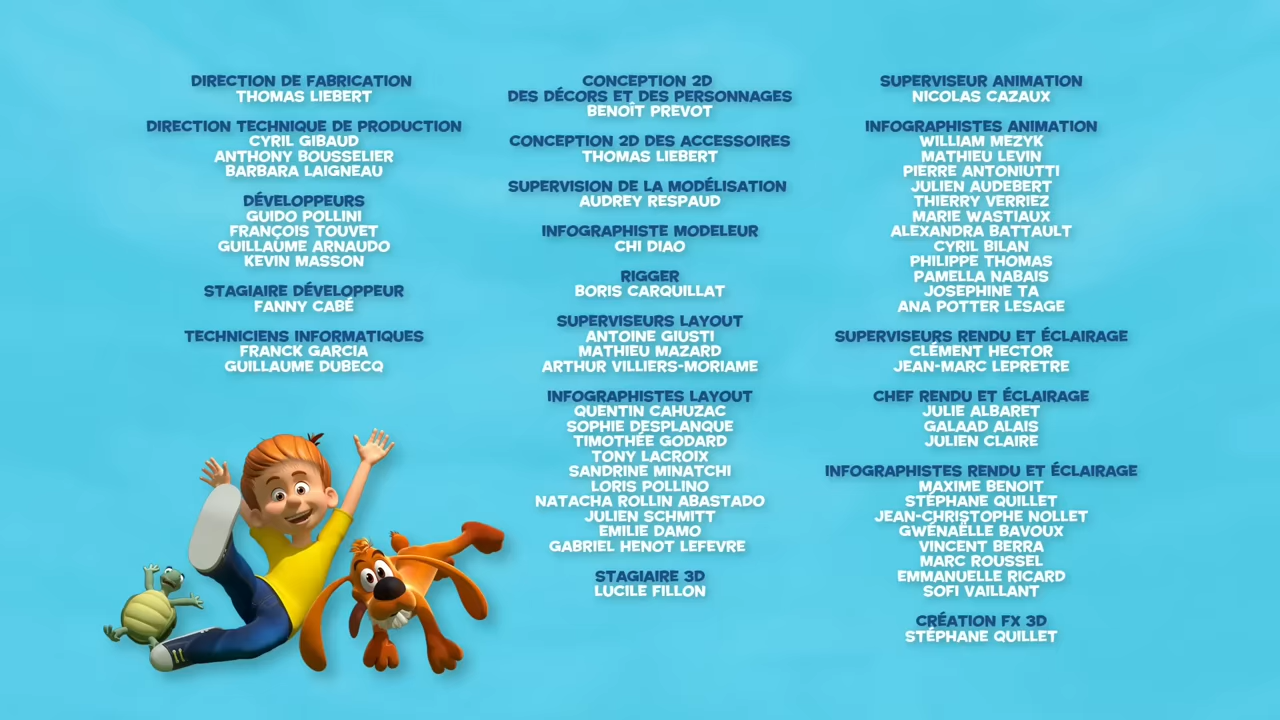 DIRECTION DE FABRICATION
THOMAS LIEBERT
DIRECTION TECHNIQUE DE PRODUCTION
CYRIL GIBAUD
ANTHONY BOUSSELIER
BARBARA LAIGNEAU
DÉVELOPPEURS
GUIDO POLLINI
FRANÇOIS TOUVET
GUILLAUME ARNAUDO
KEVIN MASSON
STAGIAIRE DÉVELOPPEUR
FANNY CABÉ
TECHNICIENS INFORMATIQUES
FRANCK GARCIA
GUILLAUME DUBECQ
CONCEPTION 2D
DES DÉCORS ET DES PERSONNAGES
BENOÎT PREVOT
CONCEPTION 2D DES ACCESSOIRES
THOMAS LIEBERT
SUPERVISION DE LA MODÉLISATION
AUDREY RESPAUD
INFOGRAPHISTE MODELEUR
CHI DIAO
RIGGER
BORIS CARQUILLAT
SUPERVISEURS LAYOUT
ANTOINE GIUSTI
MATHIEU MAZARD
ARTHUR VILLIERS-MORIAME
INFOGRAPHISTES LAYOUT
QUENTIN CAHUZAC
SOPHIE DESPLANQUE
TIMOTHÉE GODARD
TONY LACROIX
SANDRINE MINATCHI
LORIS POLLINO
NATACHA ROLLIN ABASTADO
JULIEN SCHMITT
EMILIE DAMO
GABRIEL HENOT LEFEVRE
STAGIAIRE 3D
LUCILE FILLON
SUPERVISEUR ANIMATION
NICOLAS CAZAUX
INFOGRAPHISTES ANIMATION
WILLIAM MEZYK
MATHIEU LEVIN
PIERRE ANTONIUTTI
JULIEN AUDEBERT
THIERRY VERRIEZ
MARIE WASTIAUX
ALEXANDRA BATTAULT
CYRIL BILAN
PHILIPPE THOMAS
PAMELLA NABAIS
JOSEPHINE TA
ANA POTTER LESAGE
SUPERVISEURS RENDU ET ÉCLAIRAGE
CLÉMENT HECTOR
JEAN-MARC LEPRETRE
CHEF RENDU ET ÉCLAIRAGE
JULIE ALBARET
GALAAD ALAIS
JULIEN CLAIRE
INFOGRAPHISTES RENDU ET ÉCLAIRAGE
MAXIME BENOIT
STÉPHANE QUILLET
JEAN-CHRISTOPHE NOLLET
GWÉNAËLLE BAVOUX
VINCENT BERRA
MARC ROUSSEL
EMMANUELLE RICARD
SOFI VAILLANT
CRÉATION FX 3D
STÉPHANE QUILLET